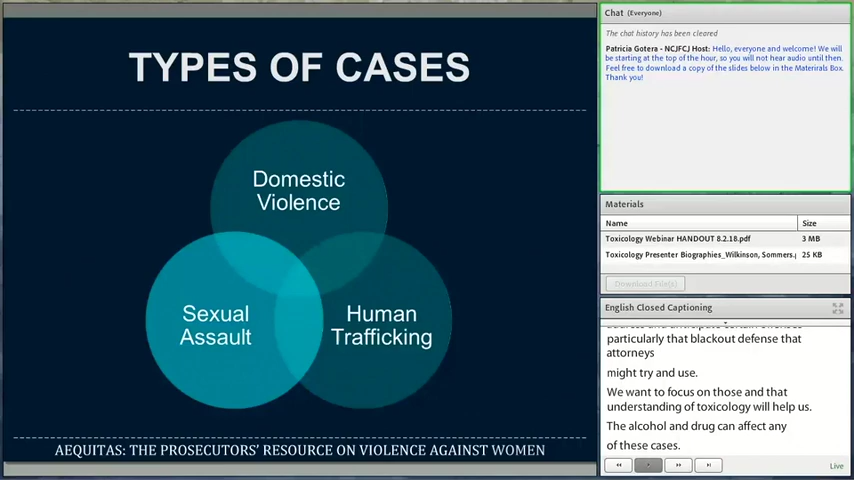 TYPES OF CASES
Domestic
Violence
Sexual
Assault
Human
Trafficking
AEQUITAS: THE PROSECUTORS' RESOURCE ON VIOLENCE AGAINST WOMEN
Chat (Everyone)
The chat history has been cleared
Patricia Gotera - NCJFCJ Host: Hello, everyone and welcome! We will
be starting at the top of the hour, so you will not hear audio until then.
Feel free to download a copy of the slides below in the Materirals Box.
Thank you!
Materials
Name Size
Toxicology Webinar HANDOUT 8.2.18.pdf 3 MB
Toxicology Presenter Biographies_Wilkinson, Sommers.p 25 KB
Download File(s)
English Closed Captioning
address and anticipate certain
particularly that blackout defense that
attorneys
might try and use.
We want to focus on those and that
understanding of toxicology will help us.
The alcohol and drug can affect any
of these cases.
Live